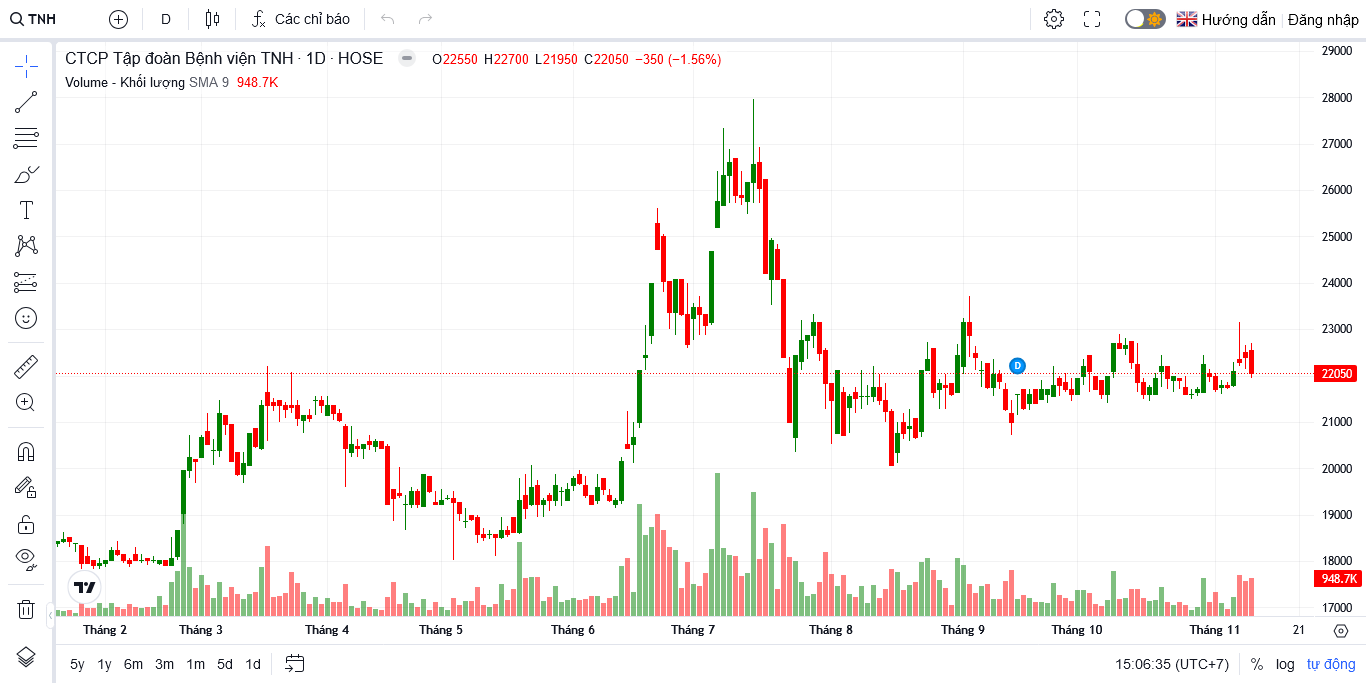 TNH D Các chỉ báo Hướng dẫn Đăng nhập
CTCP Tập đoàn Bệnh viện TNH · 1D · HOSE O22550 H22700 L21950 C22050 −350 (−1.56%)
Volume - Khối lượng SMA 9 948.7K
29000
28000
27000
26000
25000
24000
23000
D
22050
21000
20000
19000
18000
948.7K
17000
Tháng 2 Tháng 3 Tháng 4 Tháng 5 Tháng 6 Tháng 7 Tháng 8 Tháng 9 Tháng 10 Tháng 11 21
5y 1y 6m 3m 1m 5d 1d 15:06:35 (UTC+7) % log tự động